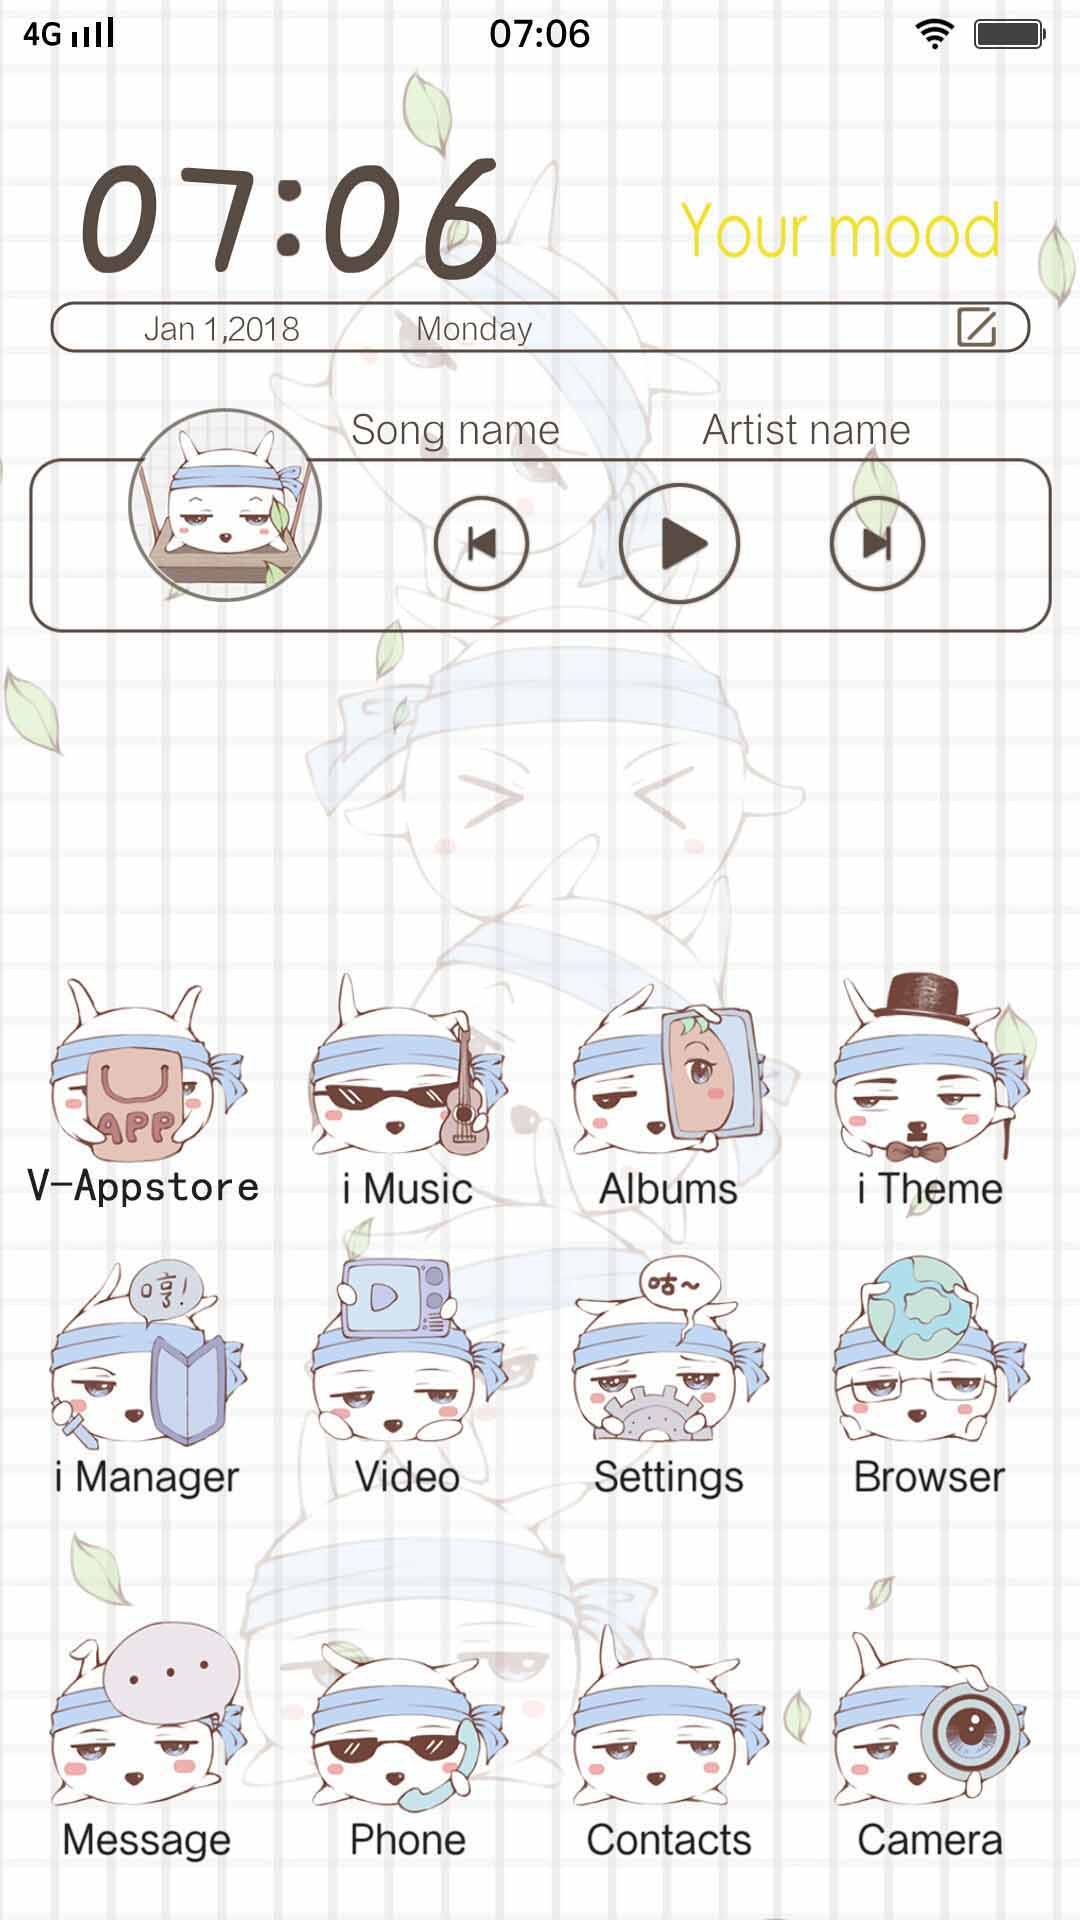 4G 07:06
07:06
Your mood
Jan 1,2018 Monday
Song name Artist name
APP
V-Appstore i Music Albums i Theme
哼!
咕~
i Manager Video Settings Browser
Message Phone Contacts Camera